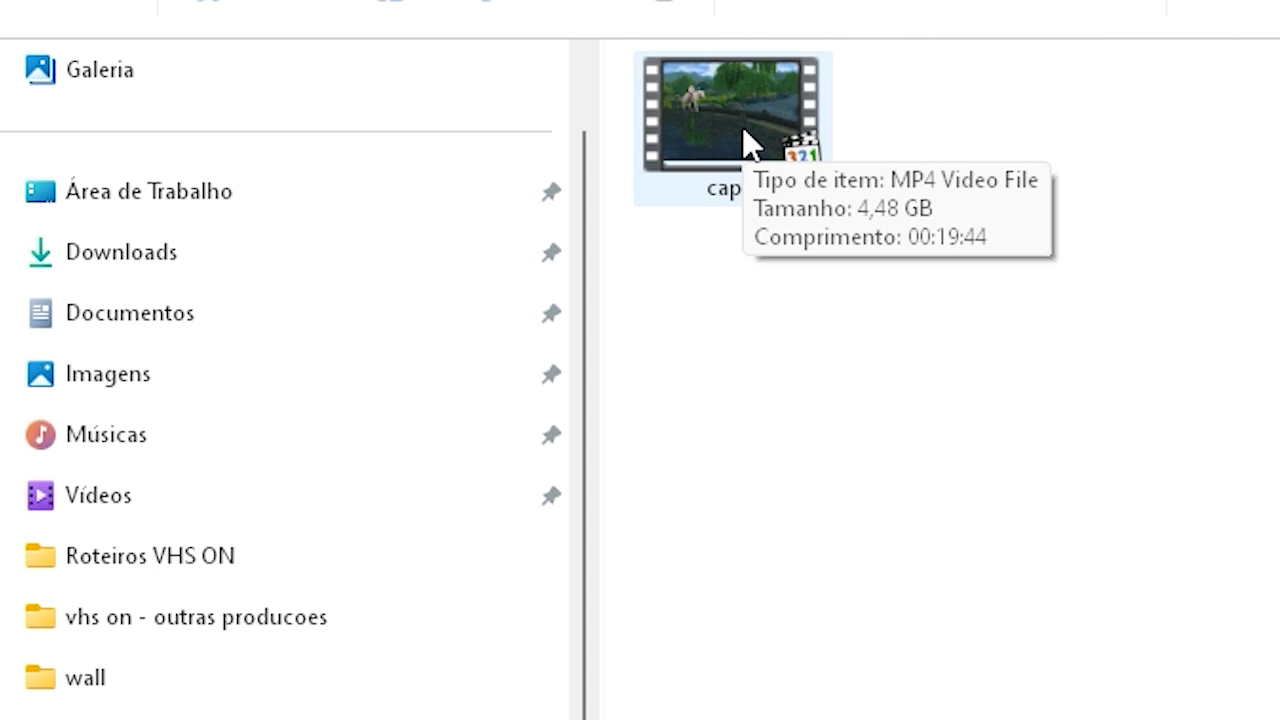 Galeria
Área de Trabalho
Downloads
Documentos
Imagens
Músicas
Vídeos
Roteiros VHS ON
vhs on - outras producoes
wall
321
cap
Tipo de item: MP4 Video File
Tamanho: 4,48 GB
Comprimento: 00:19:44